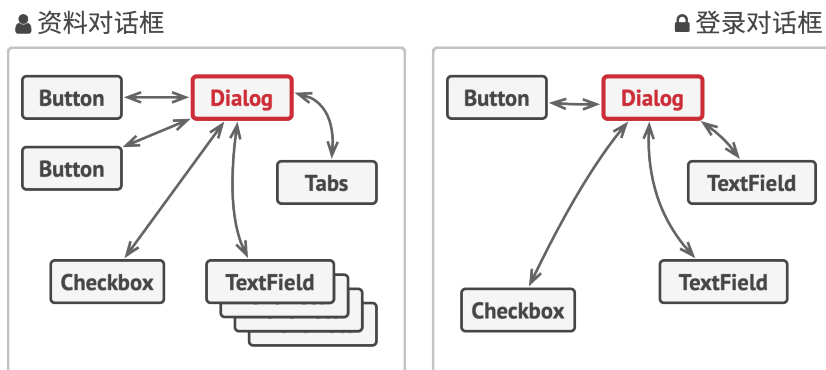 资料对话框
Button
Dialog
Button
Tabs
Checkbox
TextField
登录对话框
Button
Dialog
TextField
TextField
Checkbox